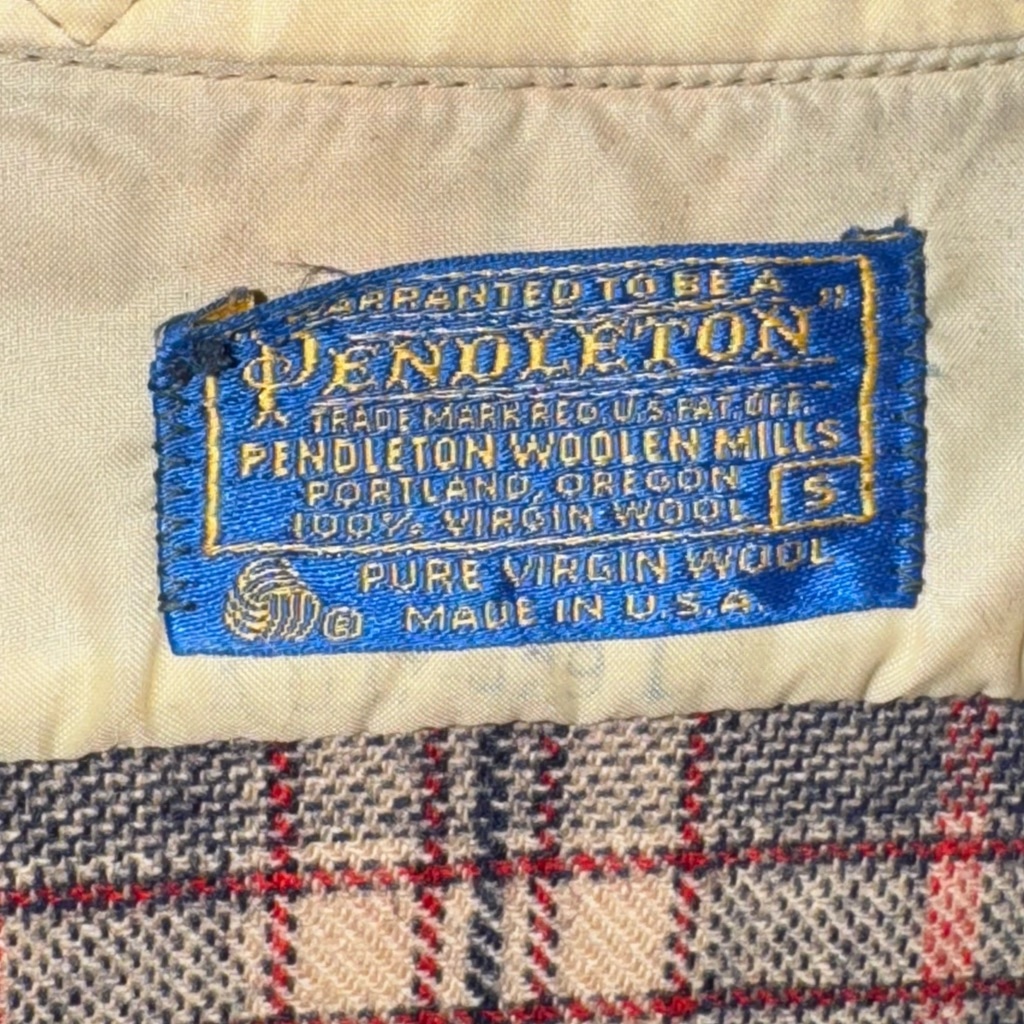 WARRANTED TO BE A
"PENDLETON"
TRADE MARK REG. U.S. PAT. OFF.
PENDLETON WOOLEN MILLS
PORTLAND, OREGON
S
100% VIRGIN WOOL
PURE VIRGIN WOOL
MADE IN U.S.A.